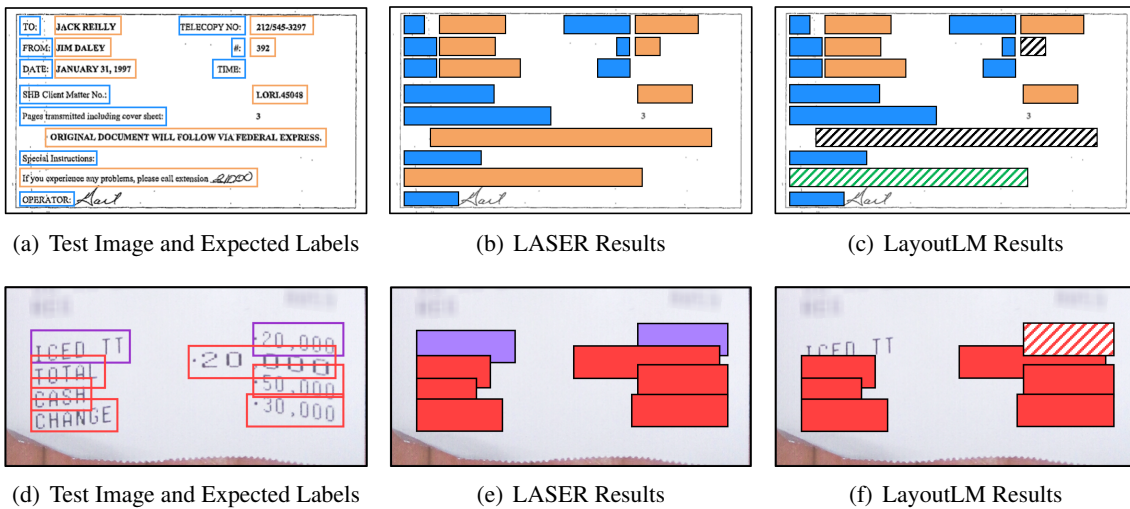 TO: JACK REILLY TELECOPY NO: 212/545-3297
FROM: JIM DALEY #: 392
DATE: JANUARY 31, 1997 TIME:
SHB Client Matter No.: LORI.45048
Pages transmitted including cover sheet: 3
ORIGINAL DOCUMENT WILL FOLLOW VIA FEDERAL EXPRESS.
Special Instructions:
If you experience any problems, please call extension
OPERATOR:
3
3
(a) Test Image and Expected Labels
(b) LASER Results
(c) LayoutLM Results
ICED TT ·20,000
TOTAL ·20 000
CASH ·50,000
CHANGE ·30,000
ICED TT
(d) Test Image and Expected Labels
(e) LASER Results
(f) LayoutLM Results